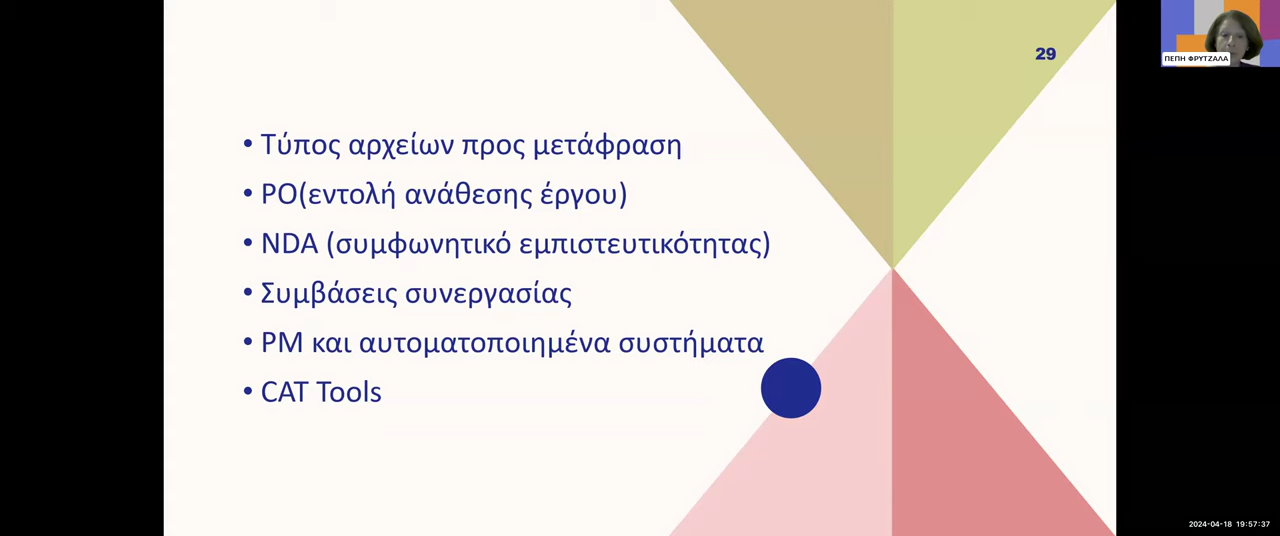 29
ΠΕΠΗ ΦΡΥΤΖΑΛΑ
• Τύπος αρχείων προς μετάφραση
• PO(εντολή ανάθεσης έργου)
• NDA (συμφωνητικό εμπιστευτικότητας)
• Συμβάσεις συνεργασίας
• PM και αυτοματοποιημένα συστήματα
• CAT Tools
2024-04-18 19:57:37